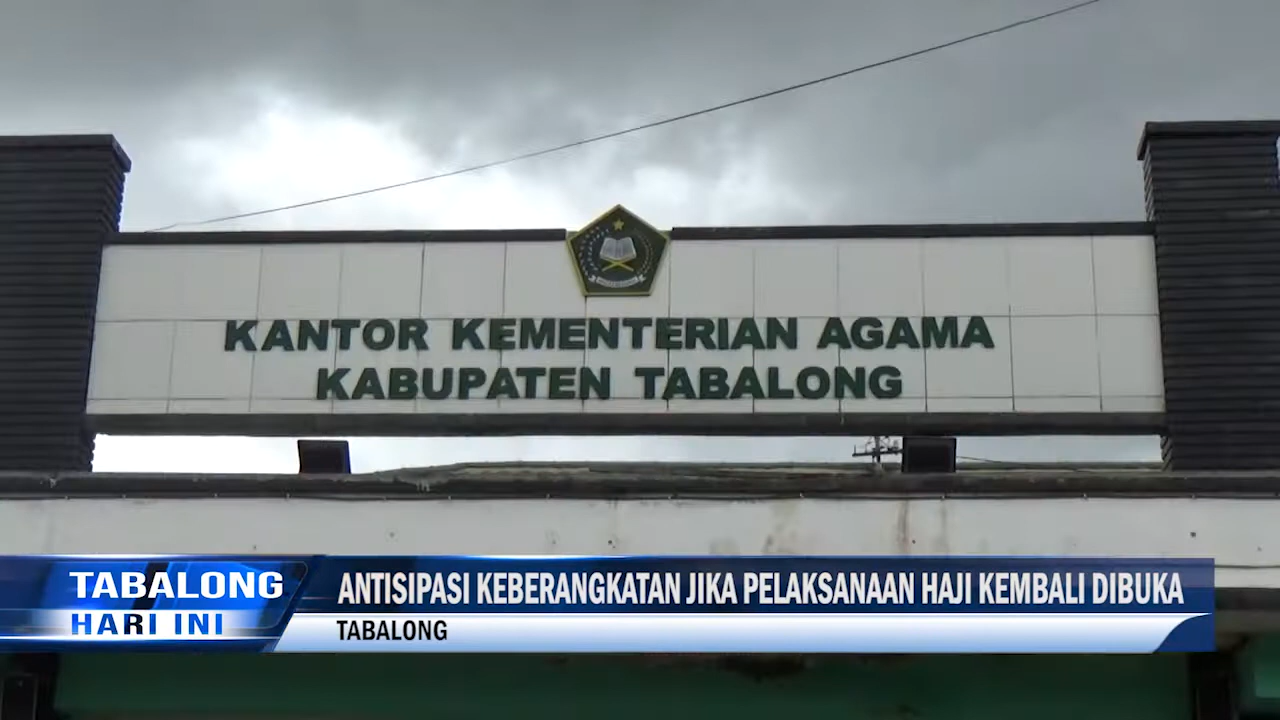 KANTOR KEMENTERIAN AGAMA
KABUPATEN TABALONG
TABALONG
HARI INI
ANTISIPASI KEBERANGKATAN JIKA PELAKSANAAN HAJI KEMBALI DIBUKA
TABALONG